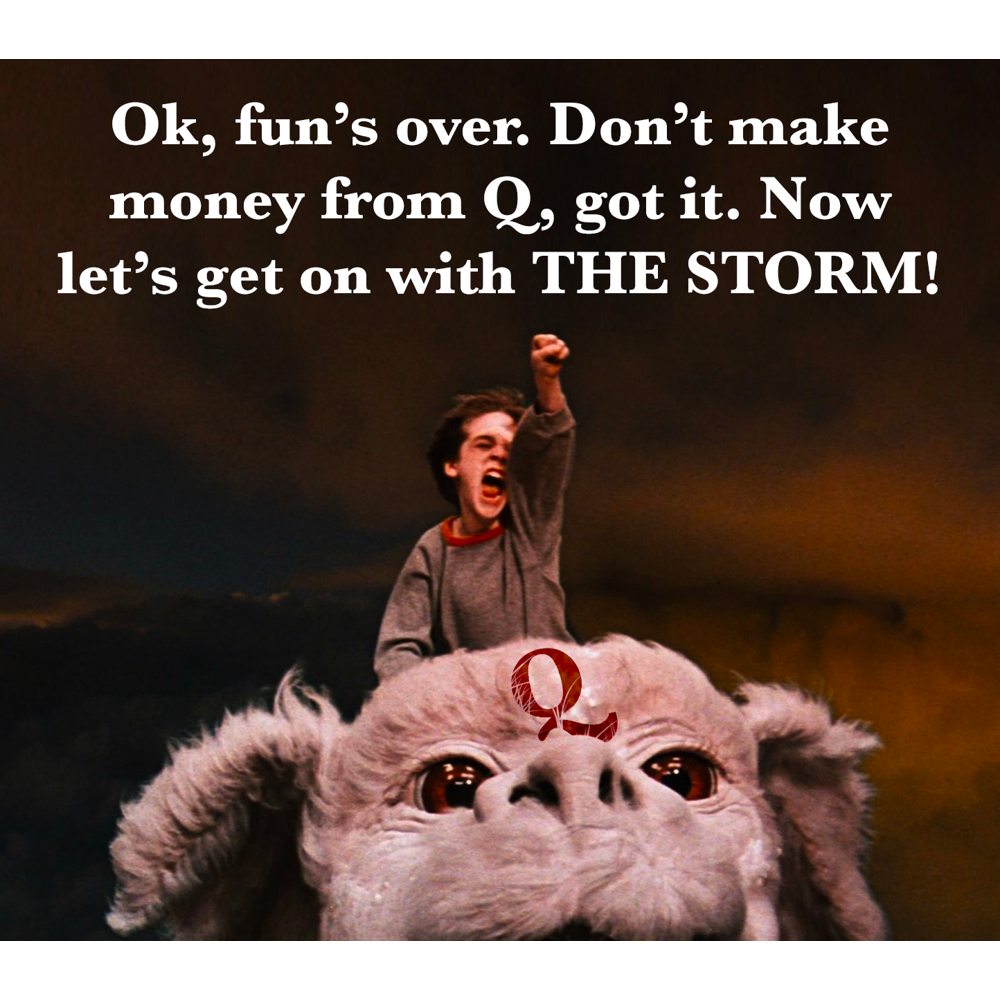 Ok, fun’s over. Don’t make
money from Q, got it. Now
let’s get on with THE STORM!
Q